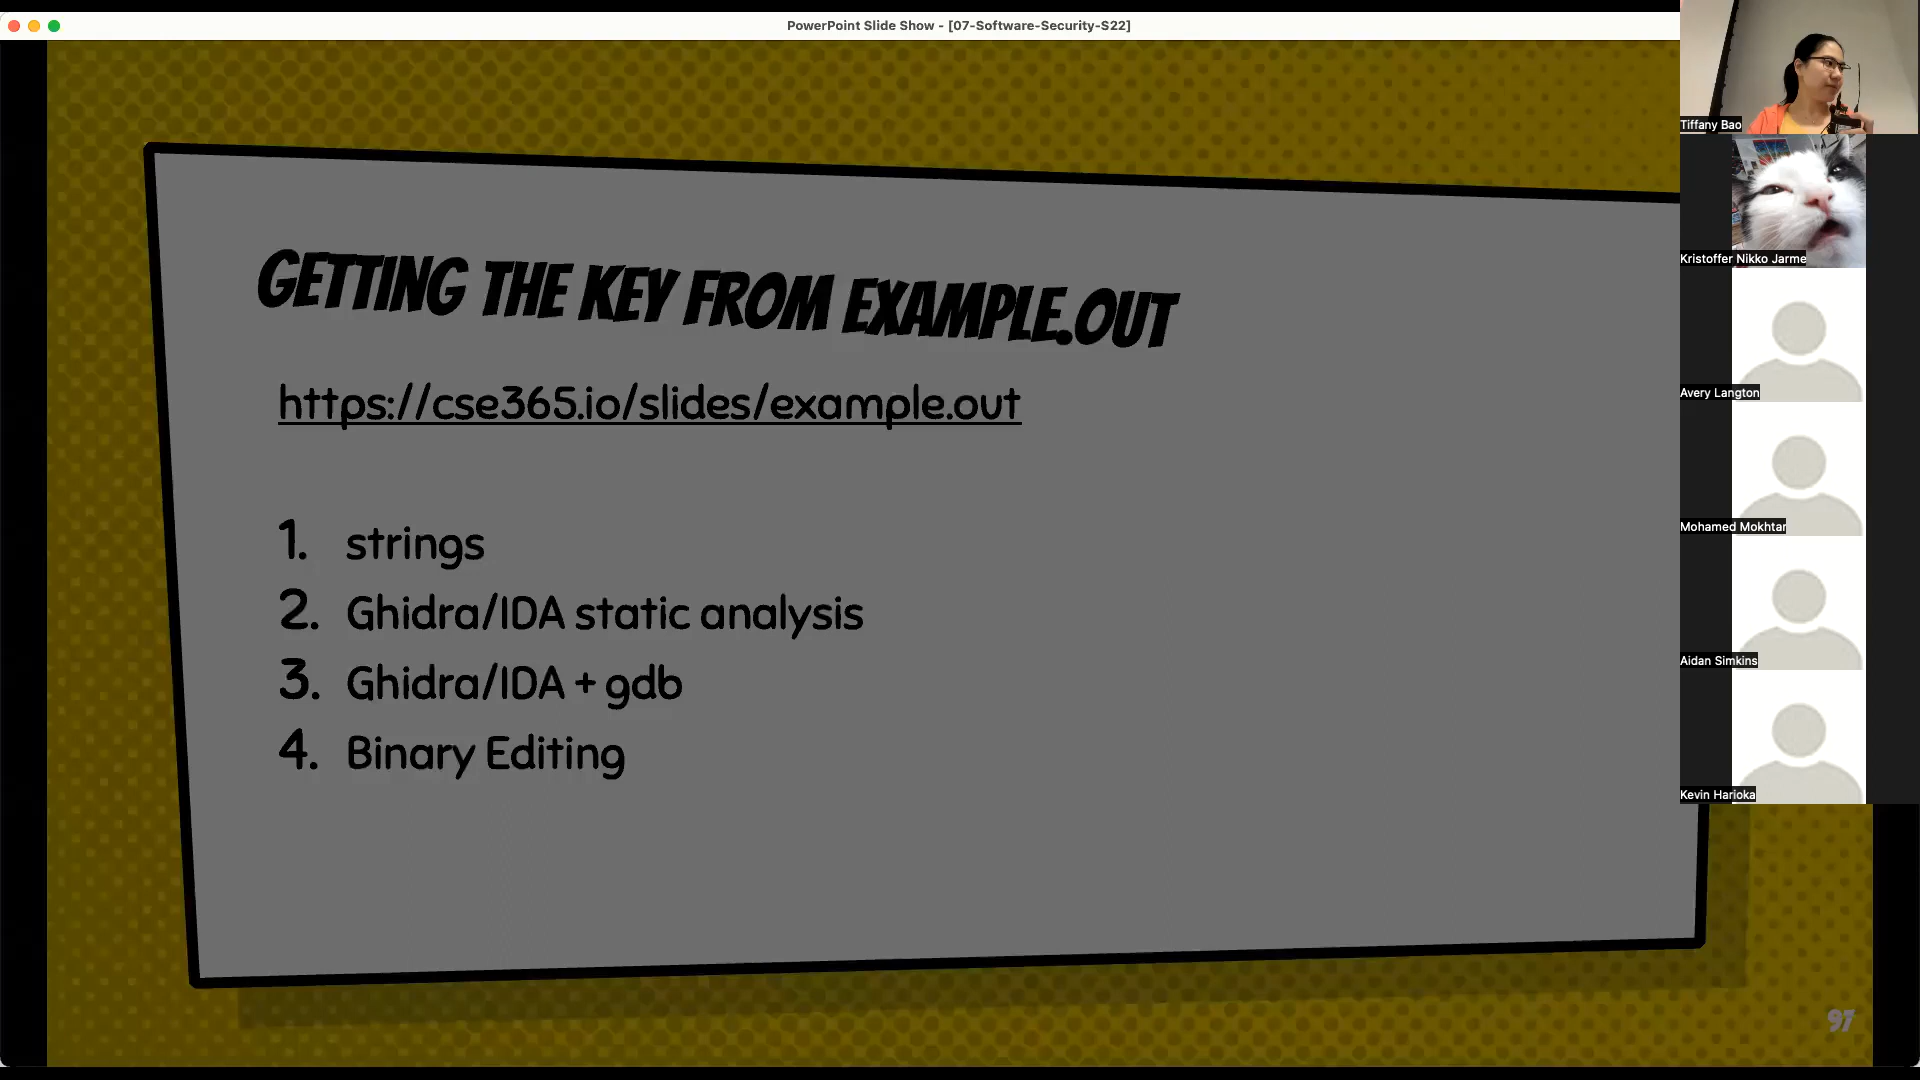 PowerPoint Slide Show - [07-Software-Security-S22]
GETTING THE KEY FROM EXAMPLE.OUT
https://cse365.io/slides/example.out
1. strings
2. Ghidra/IDA static analysis
3. Ghidra/IDA + gdb
4. Binary Editing
97
Tiffany Bao
Kristoffer Nikko Jarme
Avery Langton
Mohamed Mokhtar
Aidan Simkins
Kevin Harioka